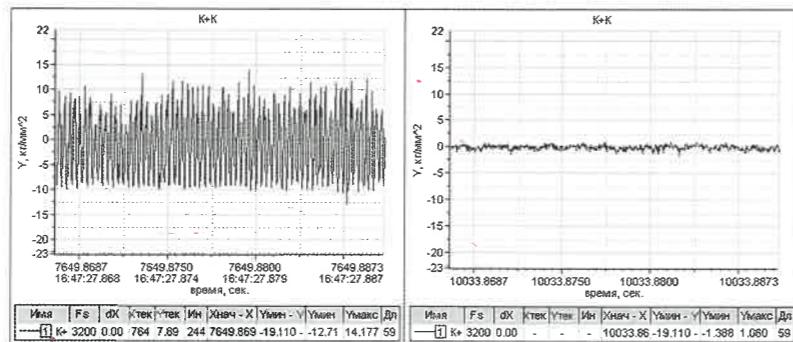 К+К
22
20
15
10
5
0
-5
-10
-15
-20
-23
Y, кг/мм^2
7649.8687 7649.8750 7649.8800 7649.8873
16:47:27.868 16:47:27.874 16:47:27.879 16:47:27.887
время, сек.
Имя Fs dX Xтек Yтек Ин Xнач - X Yмин - Y Yмин Yмакс Дл
1 К+ 3200 0.00 764 7.69 244 7649.869 -19.110 - -12.71 14.177 59
К+К
22
20
15
10
5
0
-5
-10
-15
-20
-23
Y, кг/мм^2
10033.8687 10033.8750 10033.8800 10033.8873
время, сек.
Имя Fs dX Xтек Yтек Ин Xнач - X Yмин - Y Yмин Yмакс Дл
1 К+ 3200 0.00 - - - 10033.86 -19.110 - -1.388 1.060 59